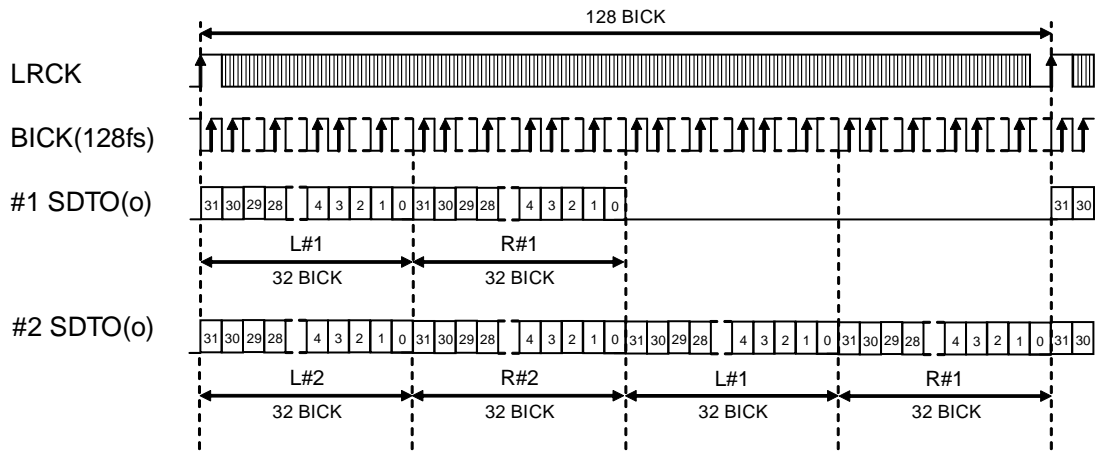 128 BICK
LRCK
BICK(128fs)
#1 SDTO(o) 31 30 29 28 4 3 2 1 0 31 30 29 28 4 3 2 1 0 31 30
L#1 R#1
32 BICK 32 BICK
#2 SDTO(o) 31 30 29 28 4 3 2 1 0 31 30 29 28 4 3 2 1 0 31 30 29 28 4 3 2 1 0 31 30 29 28 4 3 2 1 0 31 30
L#2 R#2 L#1 R#1
32 BICK 32 BICK 32 BICK 32 BICK